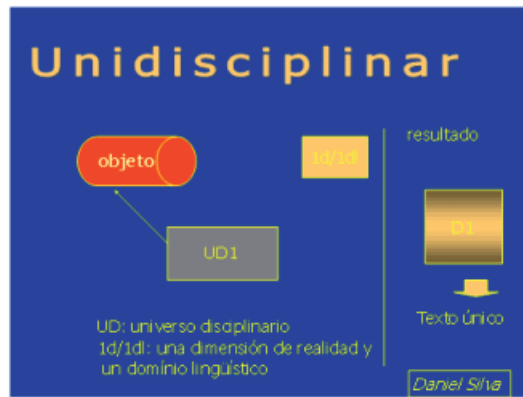 Unidisciplinar
objeto
1d/1dl
resultado
UD1
D1
Texto único
UD: universo disciplinario
1d/1dl: una dimensión de realidad y
un domínio lingüístico
Daniel Silva